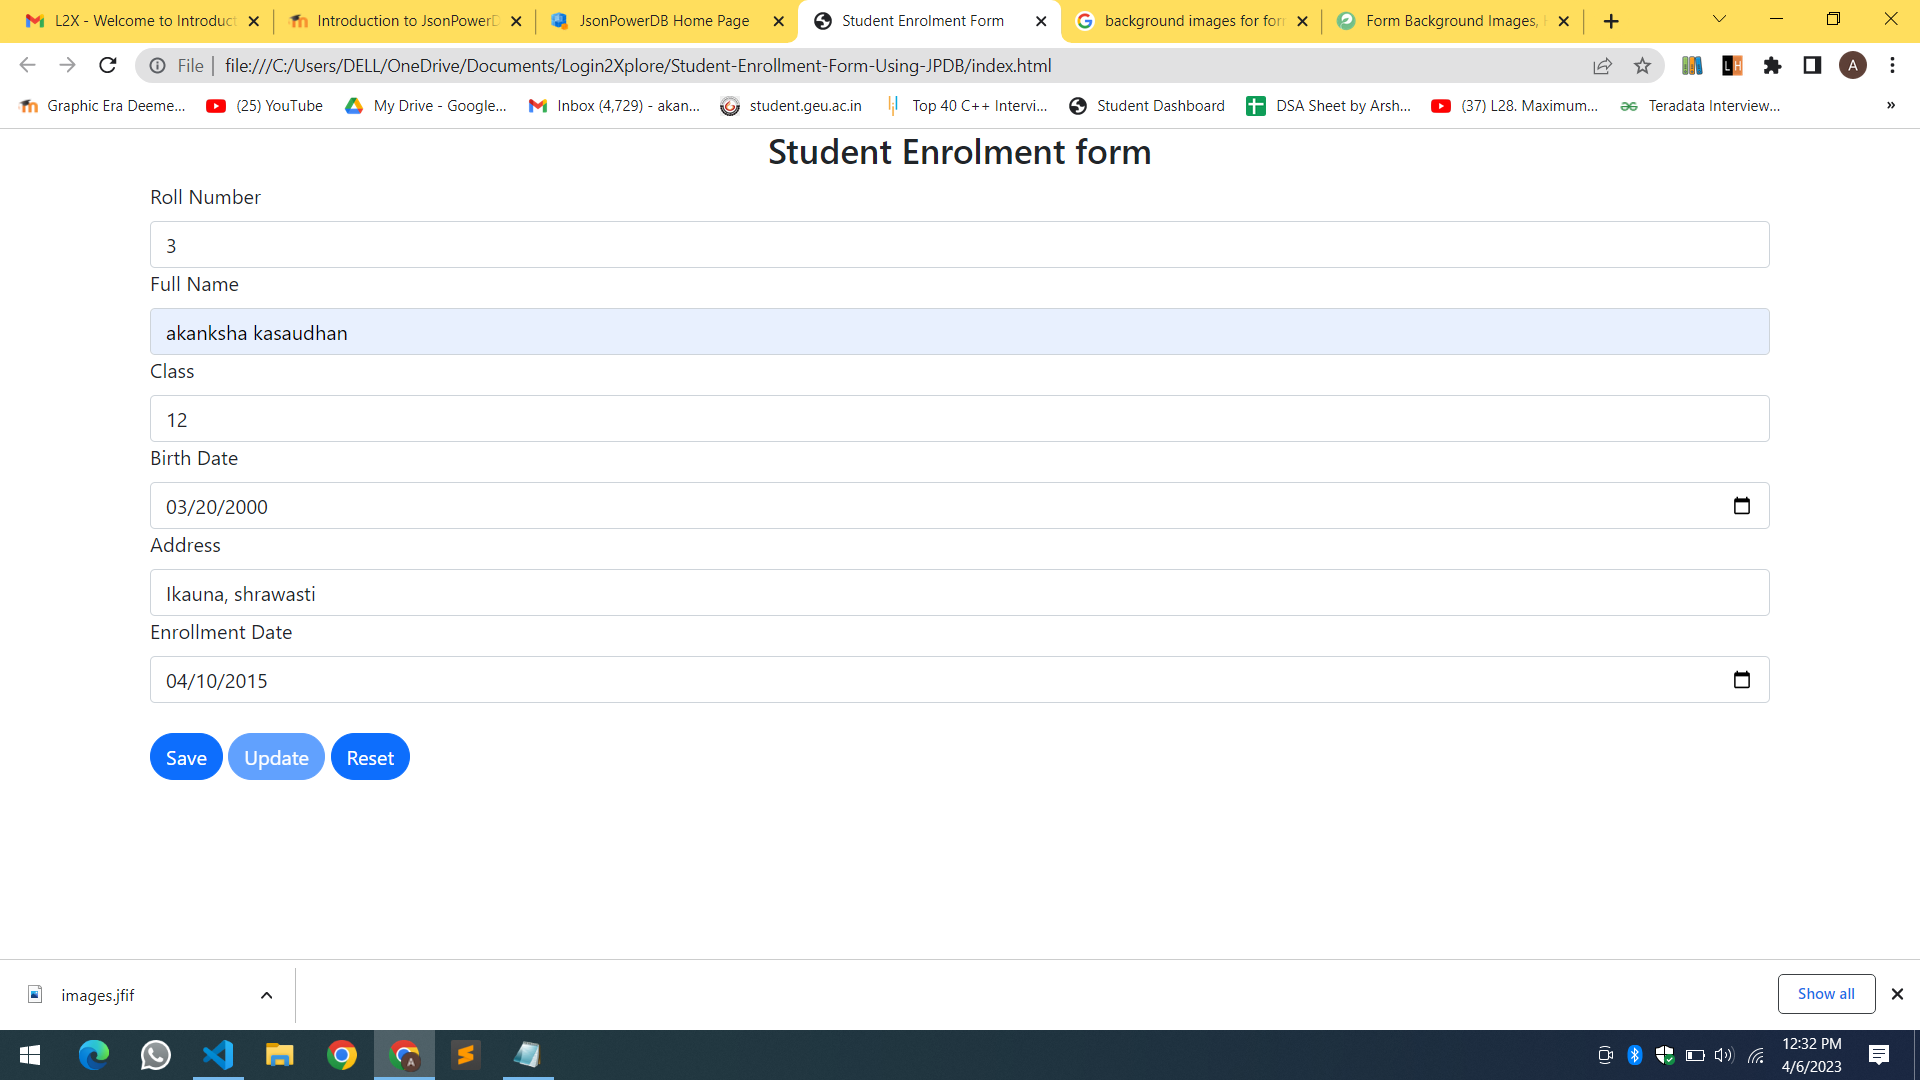 L2X - Welcome to Introduct
Introduction to JsonPowerD
JsonPowerDB Home Page
Student Enrolment Form
background images for for
Form Background Images,
File
file:///C:/Users/DELL/OneDrive/Documents/Login2Xplore/Student-Enrollment-Form-Using-JPDB/index.html
A
Graphic Era Deeme...
(25) YouTube
My Drive - Google...
Inbox (4,729) - akan...
student.geu.ac.in
Top 40 C++ Intervi...
Student Dashboard
DSA Sheet by Arsh...
(37) L28. Maximum...
Teradata Interview...
»
Student Enrolment form
Roll Number
3
Full Name
akanksha kasaudhan
Class
12
Birth Date
03/20/2000
Address
Ikauna, shrawasti
Enrollment Date
04/10/2015
Save
Update
Reset
images.jfif
Show all
12:32 PM
4/6/2023